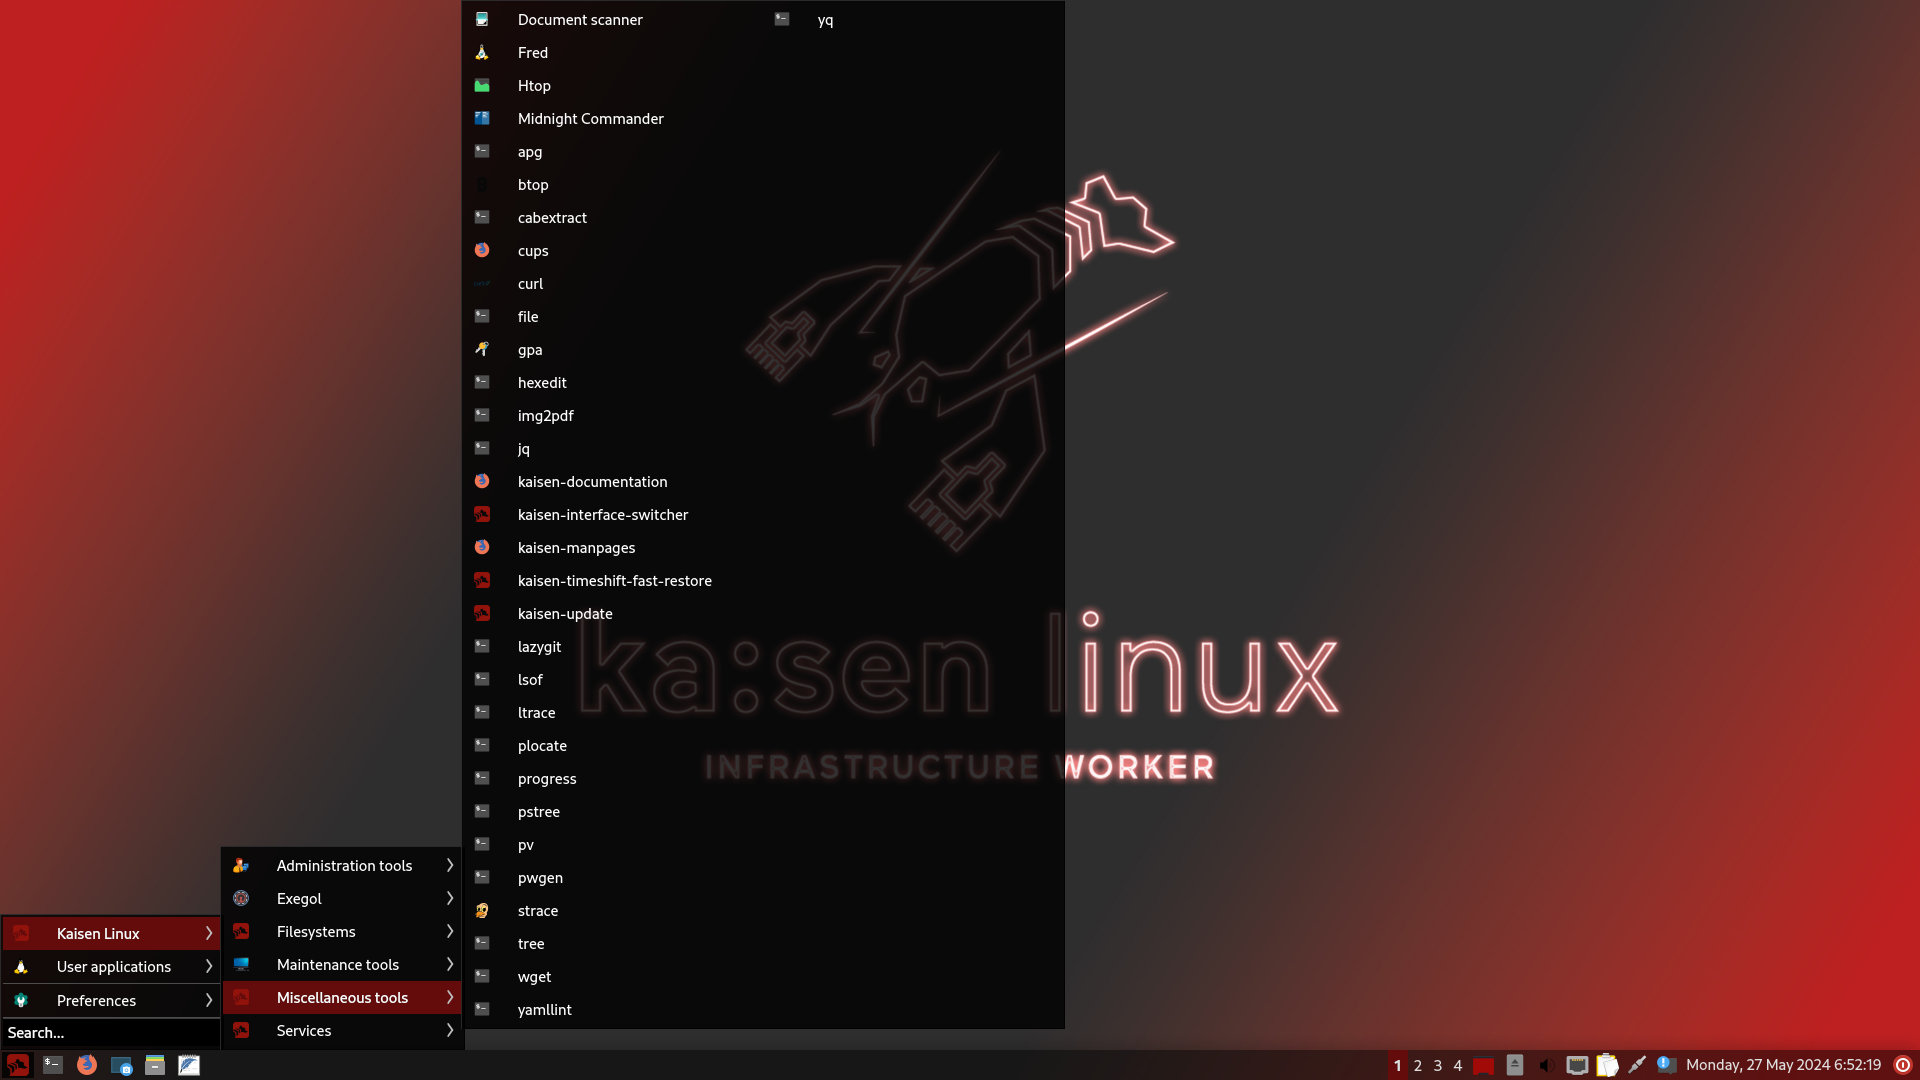 Document scanner
Fred
Htop
Midnight Commander
apg
btop
cabextract
cups
curl
file
gpa
hexedit
img2pdf
jq
kaisen-documentation
kaisen-interface-switcher
kaisen-manpages
kaisen-timeshift-fast-restore
kaisen-update
lazygit
lsof
ltrace
plocate
progress
pstree
pv
pwgen
strace
tree
wget
yamllint
yq
ka:sen linux
INFRASTRUCTURE WORKER
Administration tools
Exegol
Filesystems
Maintenance tools
Miscellaneous tools
Services
Kaisen Linux
User applications
Preferences
Search...
1 2 3 4
Monday, 27 May 2024 6:52:19